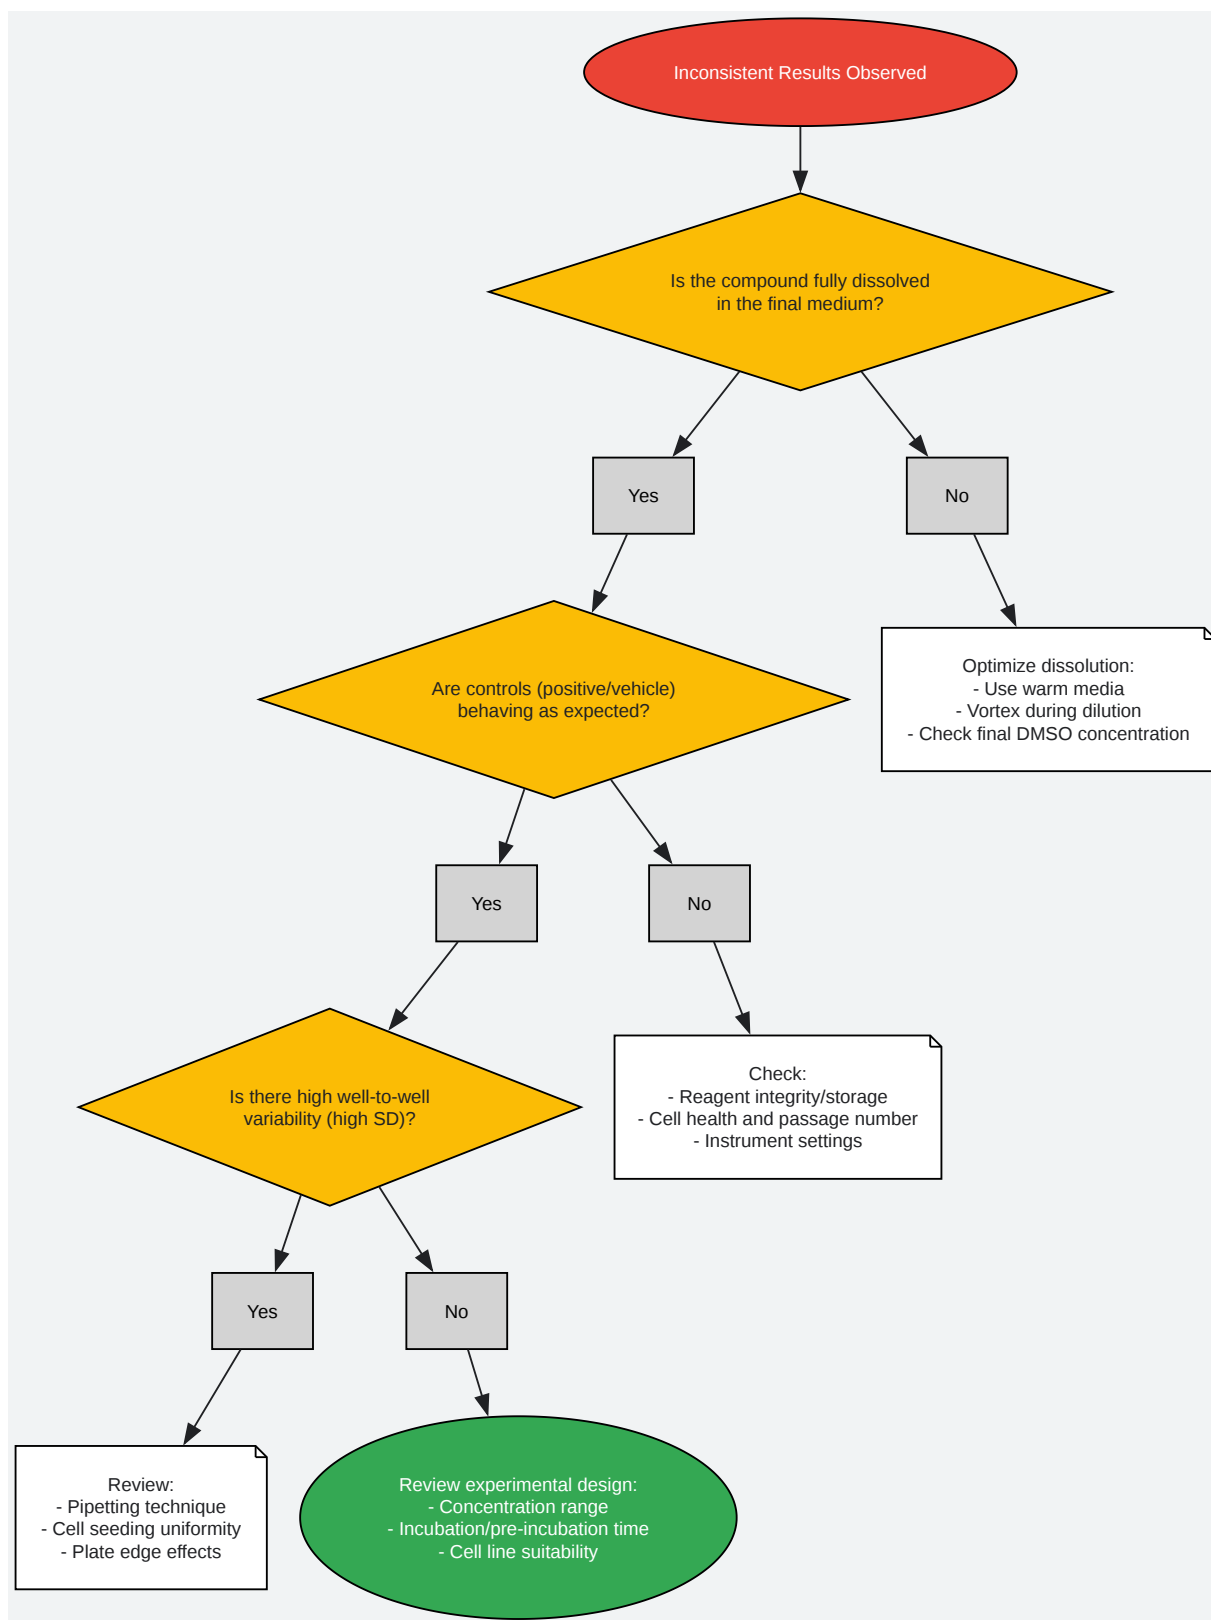 Inconsistent Results Observed
Is the compound fully dissolved
in the final medium?
Yes
No
Optimize dissolution:
- Use warm media
- Vortex during dilution
- Check final DMSO concentration
Are controls (positive/vehicle)
behaving as expected?
Yes
No
Check:
- Reagent integrity/storage
- Cell health and passage number
- Instrument settings
Is there high well-to-well
variability (high SD)?
Yes
No
Review:
- Pipetting technique
- Cell seeding uniformity
- Plate edge effects
Review experimental design:
- Concentration range
- Incubation/pre-incubation time
- Cell line suitability